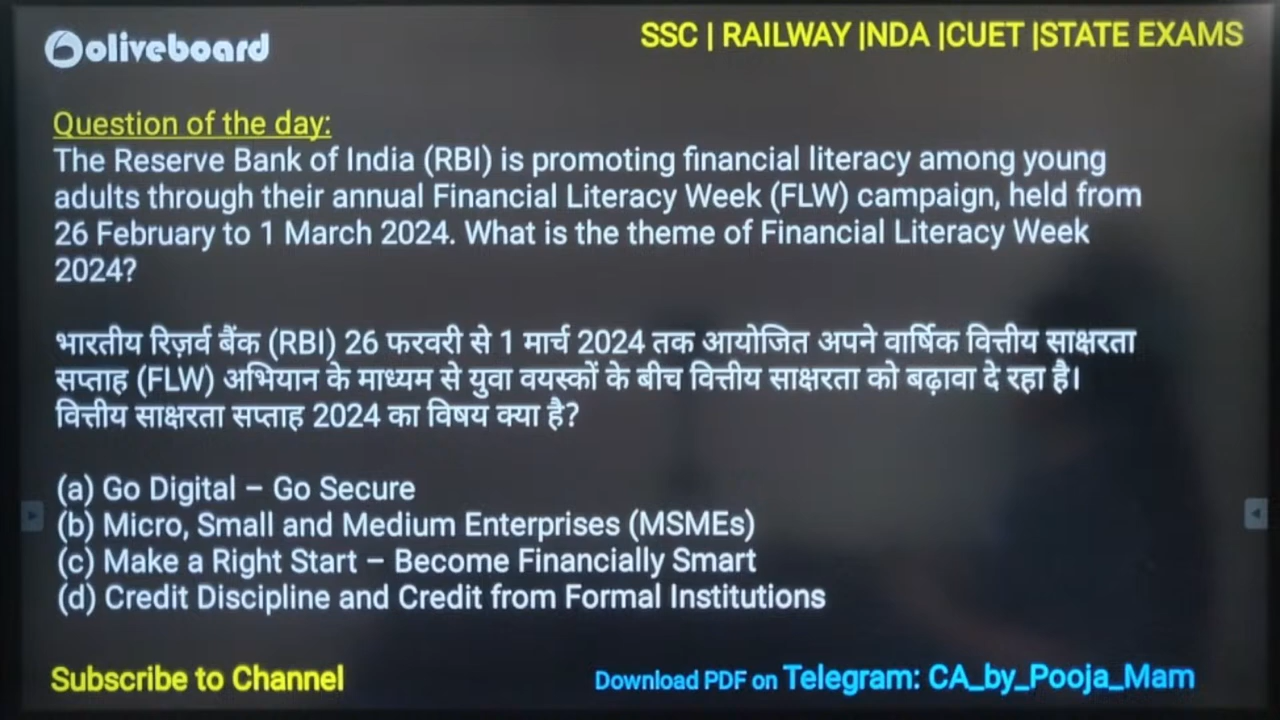 oliveboard
SSC | RAILWAY |NDA |CUET |STATE EXAMS
Question of the day:
The Reserve Bank of India (RBI) is promoting financial literacy among young
adults through their annual Financial Literacy Week (FLW) campaign, held from
26 February to 1 March 2024. What is the theme of Financial Literacy Week
2024?
भारतीय रिज़र्व बैंक (RBI) 26 फरवरी से 1 मार्च 2024 तक आयोजित अपने वार्षिक वित्तीय साक्षरता
सप्ताह (FLW) अभियान के माध्यम से युवा वयस्कों के बीच वित्तीय साक्षरता को बढ़ावा दे रहा है।
वित्तीय साक्षरता सप्ताह 2024 का विषय क्या है?
(a) Go Digital – Go Secure
(b) Micro, Small and Medium Enterprises (MSMEs)
(c) Make a Right Start – Become Financially Smart
(d) Credit Discipline and Credit from Formal Institutions
Subscribe to Channel
Download PDF on Telegram: CA_by_Pooja_Mam